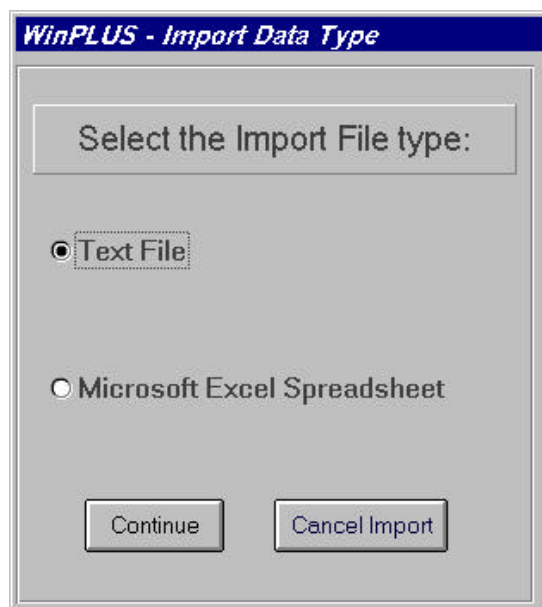 WinPLUS - Import Data Type
Select the Import File type:
Text File
Microsoft Excel Spreadsheet
Continue
Cancel Import